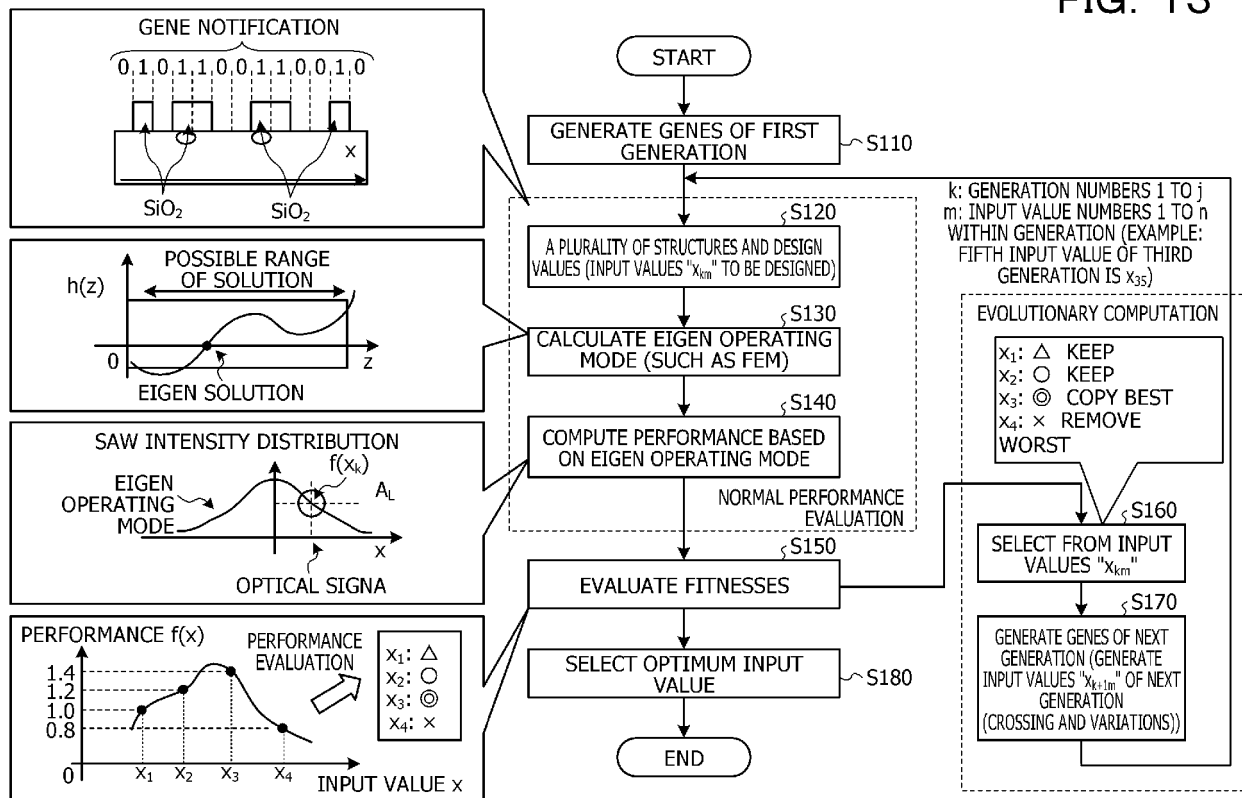 FIG. 13
GENE NOTIFICATION
0 1 0 1 1 0 0 1 1 0 0 1 0
x
SiO₂ SiO₂
POSSIBLE RANGE
OF SOLUTION
h(z)
0
z
EIGEN SOLUTION
SAW INTENSITY DISTRIBUTION
f(xₖ)
EIGEN
OPERATING
MODE
A_L
x
OPTICAL SIGNA
PERFORMANCE f(x)
PERFORMANCE
EVALUATION
1.4
1.2
1.0
0.8
0
x₁ x₂ x₃ x₄
INPUT VALUE x
x₁: △
x₂: ○
x₃: ◎
x₄: ×
START
GENERATE GENES OF FIRST
GENERATION
S110
S120
A PLURALITY OF STRUCTURES AND DESIGN
VALUES (INPUT VALUES "xₖₘ" TO BE DESIGNED)
S130
CALCULATE EIGEN OPERATING
MODE (SUCH AS FEM)
S140
COMPUTE PERFORMANCE BASED
ON EIGEN OPERATING MODE
NORMAL PERFORMANCE
EVALUATION
S150
EVALUATE FITNESSES
SELECT OPTIMUM INPUT
VALUE
S180
END
k: GENERATION NUMBERS 1 TO j
m: INPUT VALUE NUMBERS 1 TO n
WITHIN GENERATION (EXAMPLE:
FIFTH INPUT VALUE OF THIRD
GENERATION IS x₃₅)
EVOLUTIONARY COMPUTATION
x₁: △ KEEP
x₂: ○ KEEP
x₃: ◎ COPY BEST
x₄: × REMOVE
WORST
S160
SELECT FROM INPUT
VALUES "xₖₘ"
S170
GENERATE GENES OF NEXT
GENERATION (GENERATE
INPUT VALUES "xₖ₊₁ₘ" OF NEXT
GENERATION
(CROSSING AND VARIATIONS))